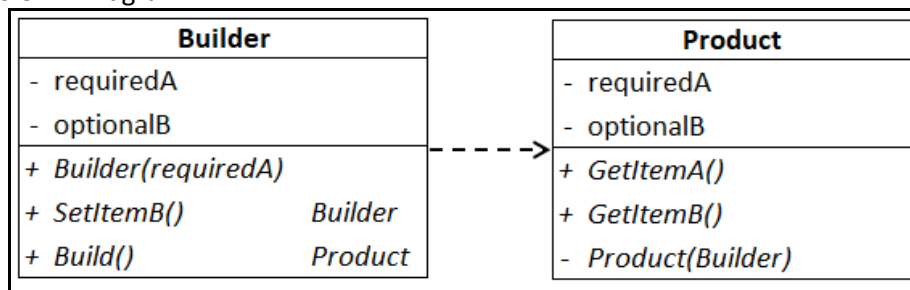 Builder
- requiredA
- optionalB
+ Builder(requiredA)
+ SetItemB() Builder
+ Build() Product
Product
- requiredA
- optionalB
+ GetItemA()
+ GetItemB()
- Product(Builder)